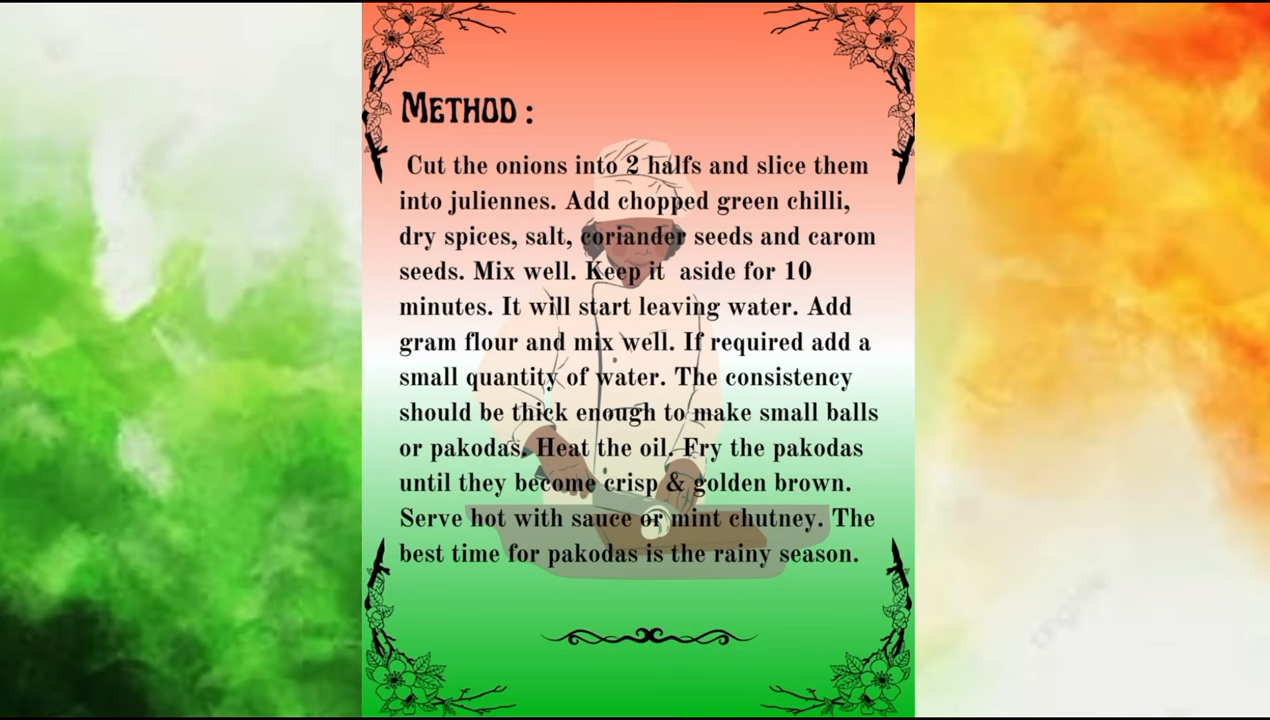 METHOD :
Cut the onions into 2 halfs and slice them
into juliennes. Add chopped green chilli,
dry spices, salt, coriander seeds and carom
seeds. Mix well. Keep it aside for 10
minutes. It will start leaving water. Add
gram flour and mix well. If required add a
small quantity of water. The consistency
should be thick enough to make small balls
or pakodas. Heat the oil. Fry the pakodas
until they become crisp & golden brown.
Serve hot with sauce or mint chutney. The
best time for pakodas is the rainy season.